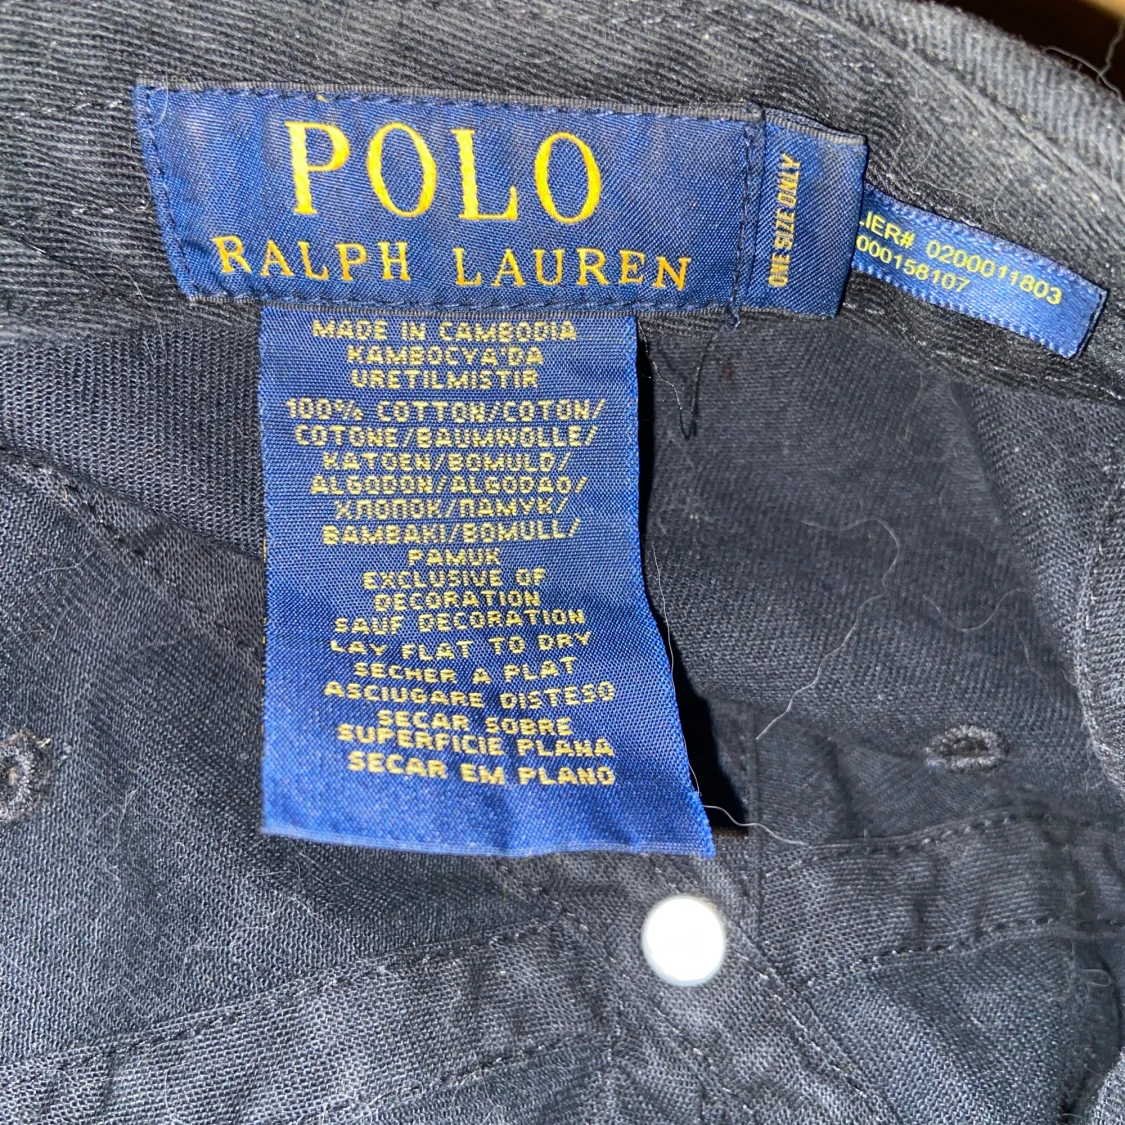 POLO
RALPH LAUREN
ONE SIZE ONLY
LIER# 0200011803
000158107
MADE IN CAMBODIA
KAMBOCYA'DA
URETILMISTIR
100% COTTON/COTON/
COTONE/BAUMWOLLE/
KATOEN/BOMULD/
ALGODON/ALGODAO/
ХЛОПОК/ПАМУК/
BAMBAKI/BOMULL/
PAMUK
EXCLUSIVE OF
DECORATION
SAUF DECORATION
LAY FLAT TO DRY
SECHER A PLAT
ASCIUGARE DISTESO
SECAR SOBRE
SUPERFICIE PLANA
SECAR EM PLANO